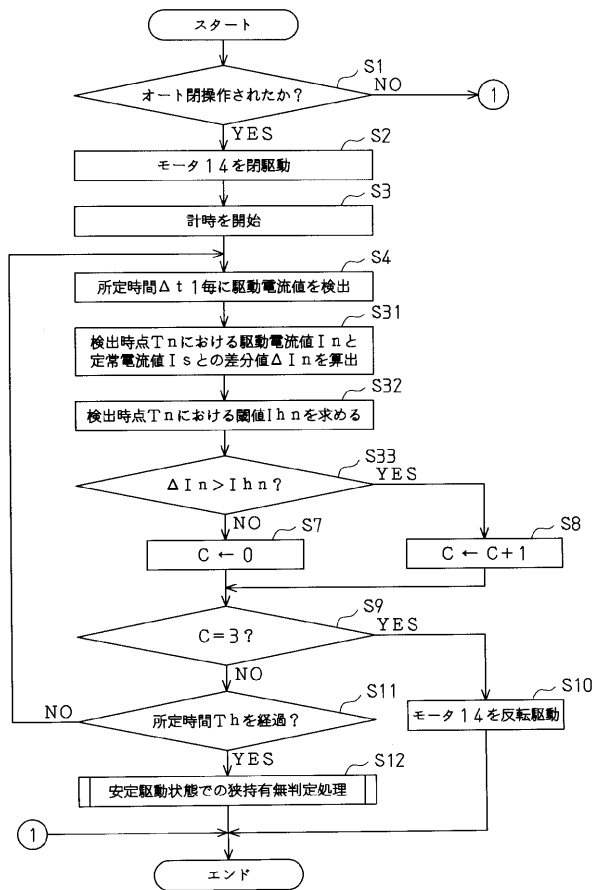 スタート
S1
オート閉操作されたか？
NO
1
YES
S2
モータ１４を閉駆動
S3
計時を開始
S4
所定時間Δｔ１毎に駆動電流値を検出
S31
検出時点Ｔｎにおける駆動電流値Ｉｎと
定常電流値Ｉｓとの差分値ΔＩｎを算出
S32
検出時点Ｔｎにおける閾値Ihnを求める
S33
ΔＩｎ＞Ｉｈｎ？
YES
NO
S7
Ｃ ← 0
S8
Ｃ ← Ｃ＋１
S9
Ｃ＝3？
YES
NO
S10
モータ１４を反転駆動
S11
所定時間Ｔｈを経過？
NO
YES
S12
安定駆動状態での狭持有無判定処理
1
エンド